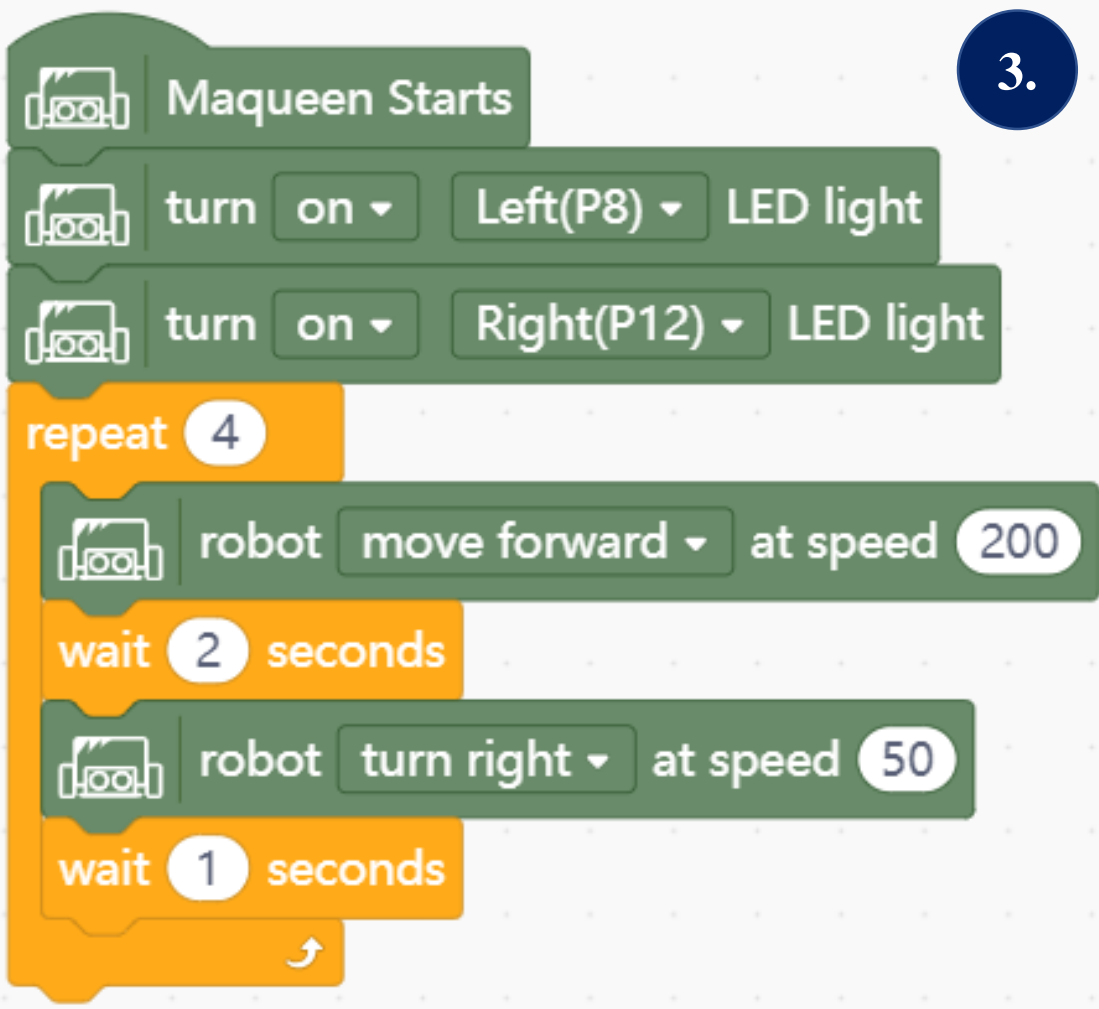 3.
Maqueen Starts
turn on Left(P8) LED light
turn on Right(P12) LED light
repeat 4
robot move forward at speed 200
wait 2 seconds
robot turn right at speed 50
wait 1 seconds